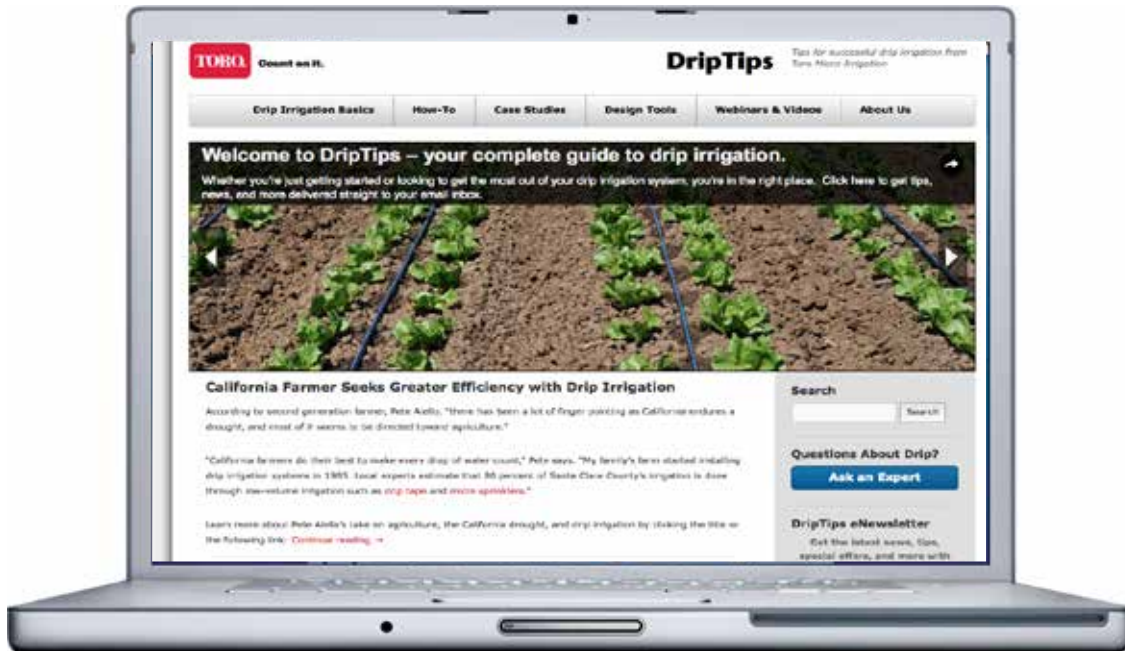 TORO. Count on it.
DripTips
Tips for successful drip irrigation from
Toro Micro Irrigation
Drip Irrigation Basics How-To Case Studies Design Tools Webinars & Videos About Us
Welcome to DripTips – your complete guide to drip irrigation.
Whether you're just getting started or looking to get the most out of your drip irrigation system, you're in the right place. Click here to get tips,
news, and more delivered straight to your email inbox.
California Farmer Seeks Greater Efficiency with Drip Irrigation
According to second generation farmer, Pete Aiello, "there has been a lot of finger pointing as California endures a
drought, and most of it seems to be directed toward agriculture."
"California farmers do their best to make every drop of water count," Pete says. "My family's farm started installing
drip irrigation systems in 1985. Local experts estimate that 80 percent of Santa Clara County's irrigation is done
through low-volume irrigation such as drip tape and micro sprinklers."
Learn more about Pete Aiello's take on agriculture, the California drought, and drip irrigation by clicking the title or
the following link: Continue reading →
Search
Search
Questions About Drip?
Ask an Expert
DripTips eNewsletter
Get the latest news, tips,
special offers, and more with